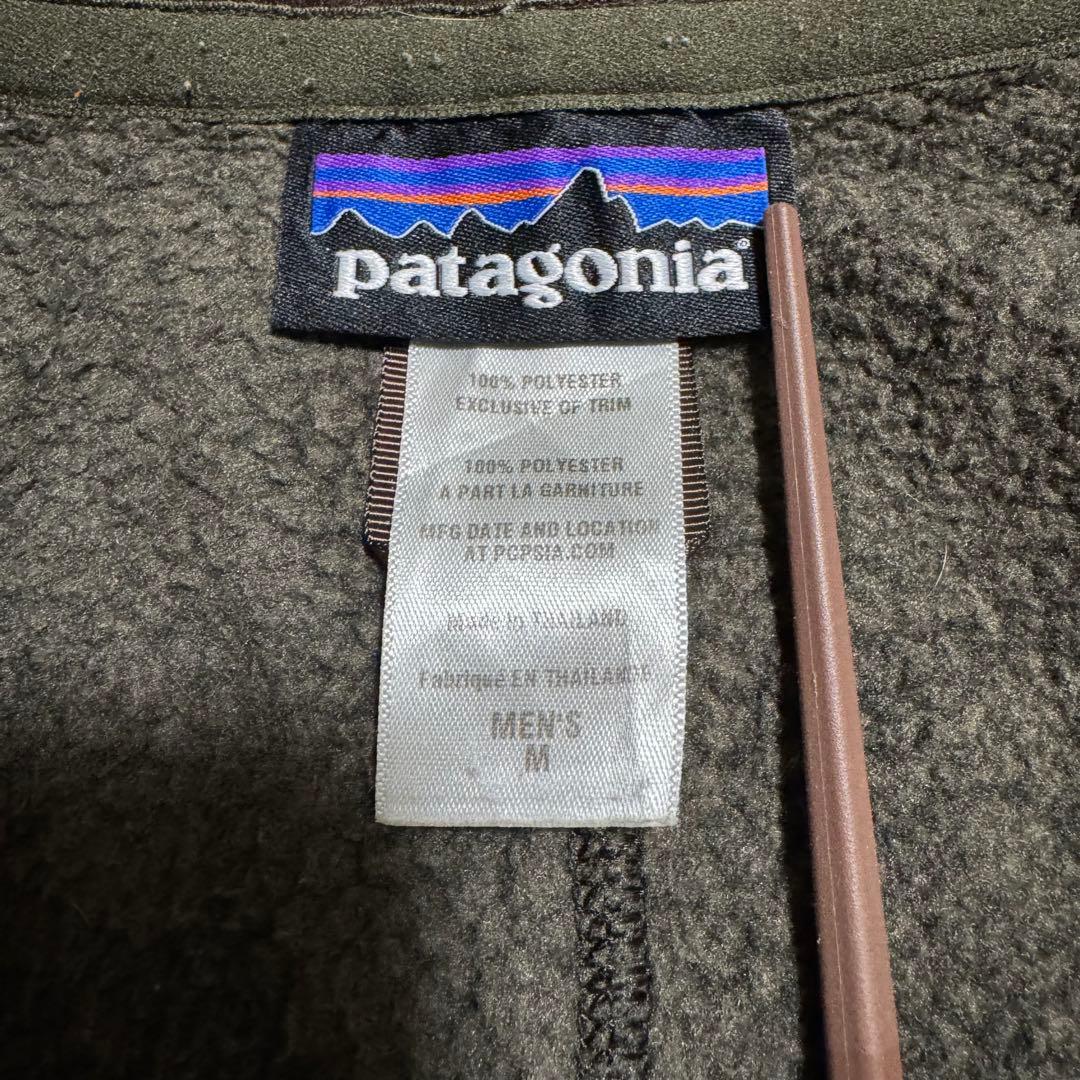 patagonia®
100% POLYESTER
EXCLUSIVE OF TRIM
100% POLYESTER
A PART LA GARNITURE
MFG DATE AND LOCATION
AT PCPSIA.COM
Made in THAILAND
Fabriqué EN THAILANDE
MEN'S
M